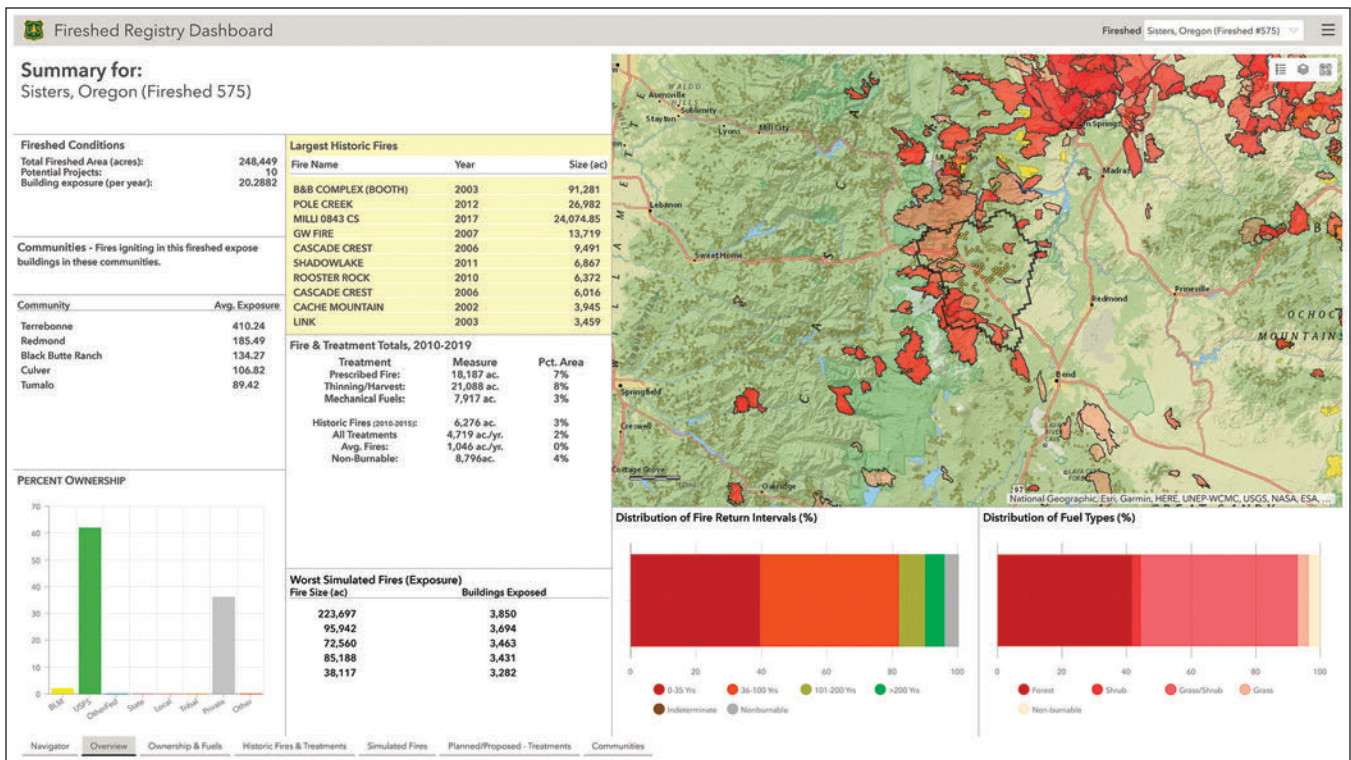 Fireshed Registry Dashboard
Fireshed Sisters, Oregon (Fireshed #575)
Summary for:
Sisters, Oregon (Fireshed 575)
Fireshed Conditions
Total Fireshed Area (acres): 248,449
Potential Projects: 10
Building exposure (per year): 20.2882
Communities - Fires igniting in this fireshed expose
buildings in these communities.
Community Avg. Exposure
Terrebonne 410.24
Redmond 185.49
Black Butte Ranch 134.27
Culver 106.82
Tumalo 89.42
PERCENT OWNERSHIP
70
60
50
40
30
20
10
0
BLM USFS OtherFed State Local Tribal Private Other
Largest Historic Fires
Fire Name Year Size (ac)
B&B COMPLEX (BOOTH) 2003 91,281
POLE CREEK 2012 26,982
MILLI 0843 CS 2017 24,074.85
GW FIRE 2007 13,719
CASCADE CREST 2006 9,491
SHADOWLAKE 2011 6,867
ROOSTER ROCK 2010 6,372
CASCADE CREST 2006 6,016
CACHE MOUNTAIN 2002 3,945
LINK 2003 3,459
Fire & Treatment Totals, 2010-2019
Treatment Measure Pct. Area
Prescribed Fire: 18,187 ac. 7%
Thinning/Harvest: 21,088 ac. 8%
Mechanical Fuels: 7,917 ac. 3%
Historic Fires (2010-2015): 6,276 ac. 3%
All Treatments 4,719 ac./yr. 2%
Avg. Fires: 1,046 ac./yr. 0%
Non-Burnable: 8,796ac. 4%
Worst Simulated Fires (Exposure)
Fire Size (ac) Buildings Exposed
223,697 3,850
95,942 3,694
72,560 3,463
85,188 3,431
38,117 3,282
WALDO
HILLS
Aumsville
Sublimity
Stayton
Lyons
Mill City
Madras
Lebanon
Sweet Home
Prineville
Redmond
OCHOCO
MOUNTAINS
Springfield
Bend
Creswell
LAVA
RIVER
CAVE
LAVA CAST
FOREST
Cottage Grove
Oakridge
97
National Geographic, Esri, Garmin, HERE, UNEP-WCMC, USGS, NASA, ESA, ...
GREAT SANDY
Distribution of Fire Return Intervals (%)
0 20 40 60 80 100
0-35 Yrs 36-100 Yrs 101-200 Yrs >200 Yrs
Indeterminate Nonburnable
Distribution of Fuel Types (%)
0 20 40 60 80 100
Forest Shrub Grass/Shrub Grass
Non-burnable
Navigator Overview Ownership & Fuels Historic Fires & Treatments Simulated Fires Planned/Proposed - Treatments Communities